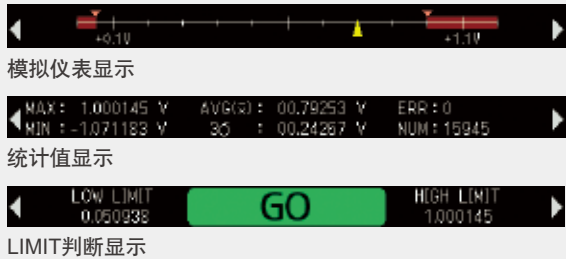 +0.1V +1.1V
模拟仪表显示
MAX: 1.000145 V AVG(x̄): 00.79253 V ERR:0
MIN :-1.071183 V 3σ : 00.24267 V NUM:15945
统计值显示
LOW LIMIT GO HIGH LIMIT
0.050938 1.000145
LIMIT判断显示